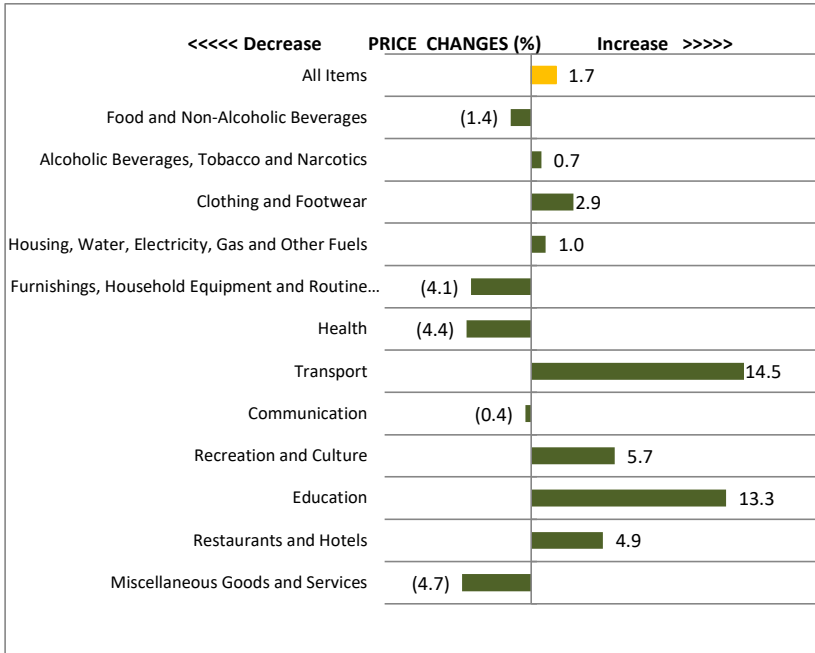 <<<<< Decrease PRICE CHANGES (%) Increase >>>>>
All Items 1.7
Food and Non-Alcoholic Beverages (1.4)
Alcoholic Beverages, Tobacco and Narcotics 0.7
Clothing and Footwear 2.9
Housing, Water, Electricity, Gas and Other Fuels 1.0
Furnishings, Household Equipment and Routine... (4.1)
Health (4.4)
Transport 14.5
Communication (0.4)
Recreation and Culture 5.7
Education 13.3
Restaurants and Hotels 4.9
Miscellaneous Goods and Services (4.7)